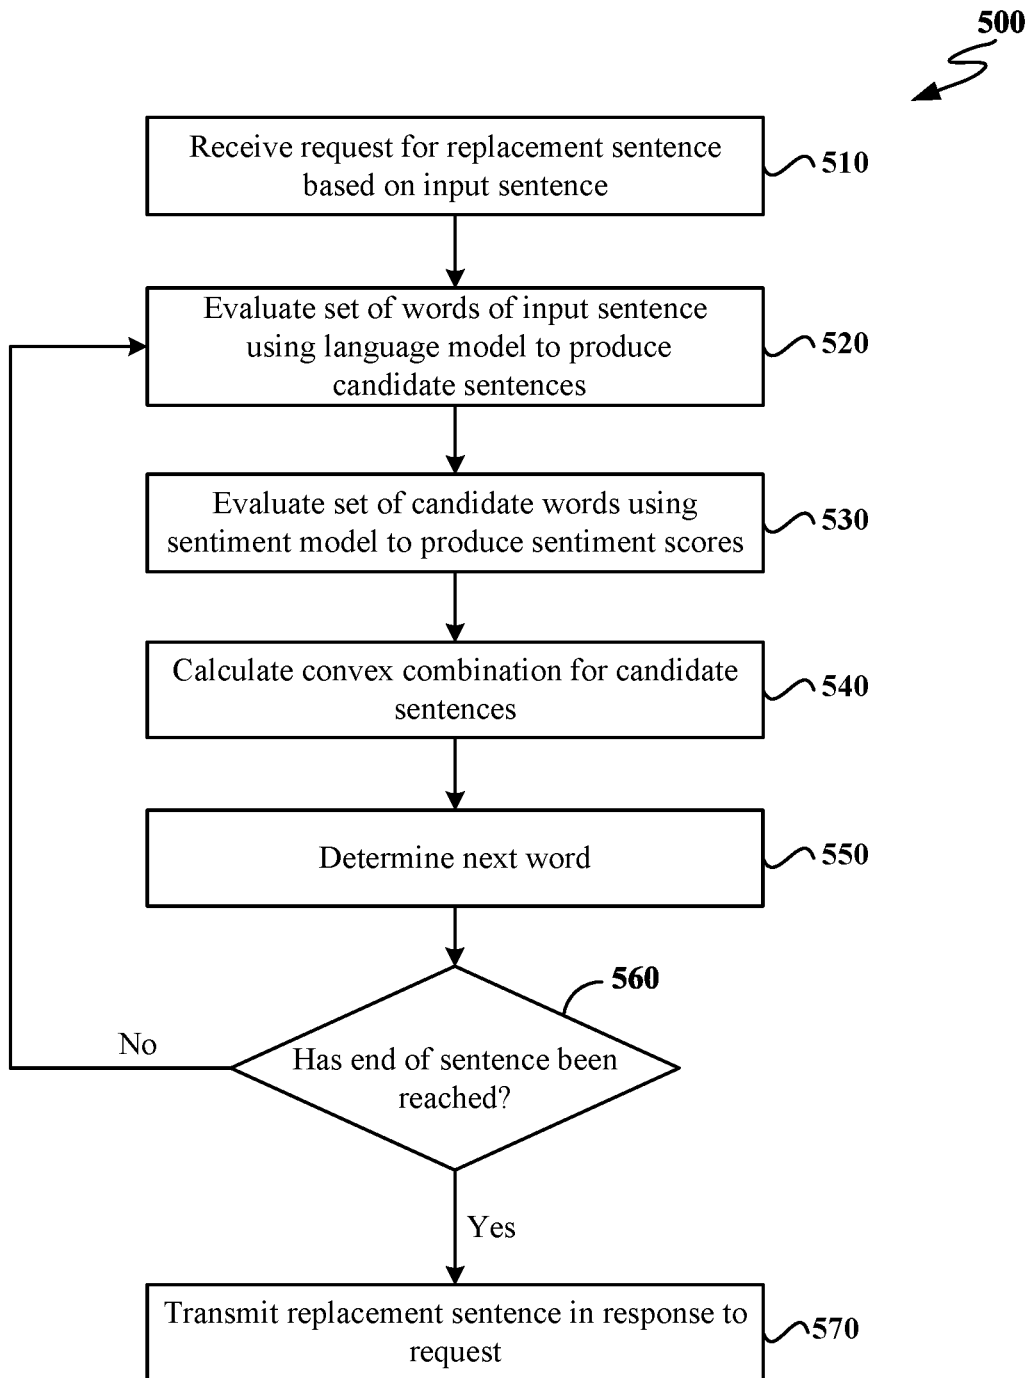 500
Receive request for replacement sentence
based on input sentence
510
Evaluate set of words of input sentence
using language model to produce
candidate sentences
520
Evaluate set of candidate words using
sentiment model to produce sentiment scores
530
Calculate convex combination for candidate
sentences
540
Determine next word
550
560
No
Has end of sentence been
reached?
Yes
Transmit replacement sentence in response to
request
570